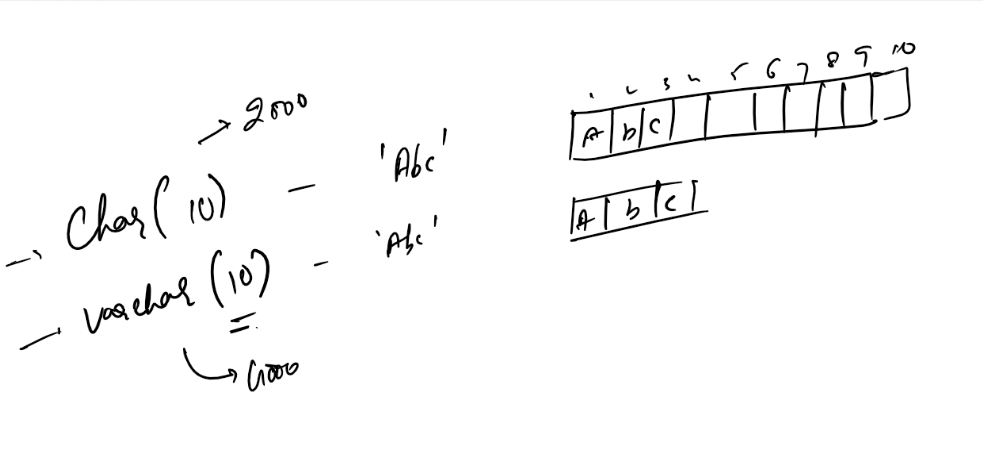 1 2 3 4 5 6 7 8 9 10
A b c
→ 2000
→ Char(10) – 'Abc'
A b c
– varchar(10) – 'Abc'
→ 4000